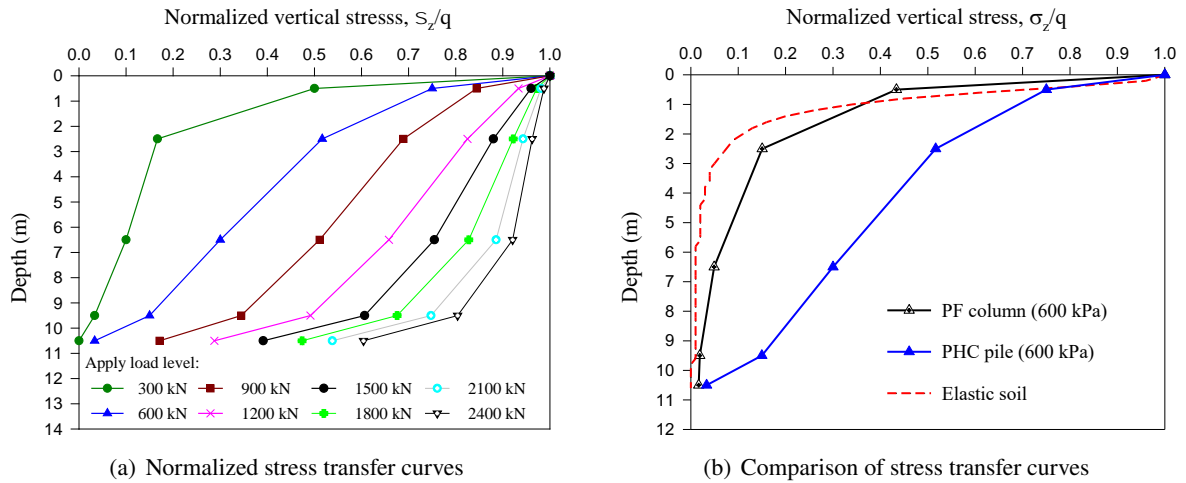 Normalized vertical stresss, Sz/q
0.0 0.1 0.2 0.3 0.4 0.5 0.6 0.7 0.8 0.9 1.0
0
1
2
3
4
5
6
7
8
9
10
11
12
13
14
Depth (m)
Apply load level:
300 kN 900 kN 1500 kN 2100 kN
600 kN 1200 kN 1800 kN 2400 kN
(a) Normalized stress transfer curves
Normalized vertical stress, σz/q
0.0 0.1 0.2 0.3 0.4 0.5 0.6 0.7 0.8 0.9 1.0
0
1
2
3
4
5
6
7
8
9
10
11
12
Depth (m)
PF column (600 kPa)
PHC pile (600 kPa)
Elastic soil
(b) Comparison of stress transfer curves